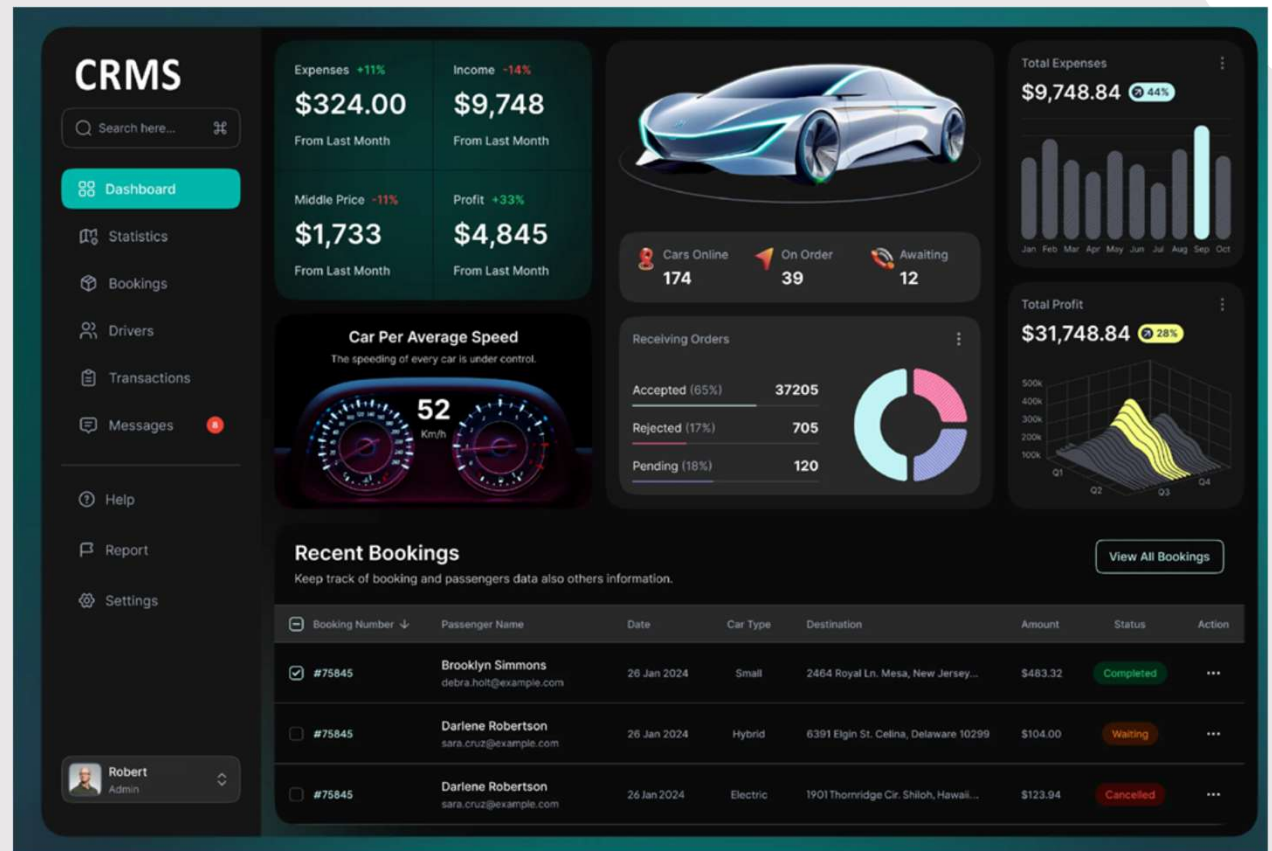 CRMS
Search here...
Dashboard
Statistics
Bookings
Drivers
Transactions
Messages 8
Help
Report
Settings
Robert
Admin
Expenses +11%
$324.00
From Last Month
Income -14%
$9,748
From Last Month
Middle Price -11%
$1,733
From Last Month
Profit +33%
$4,845
From Last Month
Car Per Average Speed
The speeding of every car is under control.
52
Km/h
Cars Online
174
On Order
39
Awaiting
12
Receiving Orders
Accepted (65%) 37205
Rejected (17%) 705
Pending (18%) 120
Total Expenses
$9,748.84 44%
Jan Feb Mar Apr May Jun Jul Aug Sep Oct
Total Profit
$31,748.84 28%
500k
400k
300k
200k
100k
Q1
Q2
Q3
Q4
Recent Bookings
Keep track of booking and passengers data also others information.
View All Bookings
Booking Number Passenger Name Date Car Type Destination Amount Status Action
#75845 Brooklyn Simmons 26 Jan 2024 Small 2464 Royal Ln. Mesa, New Jersey... $483.32 Completed
debra.holt@example.com
#75845 Darlene Robertson 26 Jan 2024 Hybrid 6391 Elgin St. Celina, Delaware 10299 $104.00 Waiting
sara.cruz@example.com
#75845 Darlene Robertson 26 Jan 2024 Electric 1901 Thornridge Cir. Shiloh, Hawaii... $123.94 Cancelled
sara.cruz@example.com